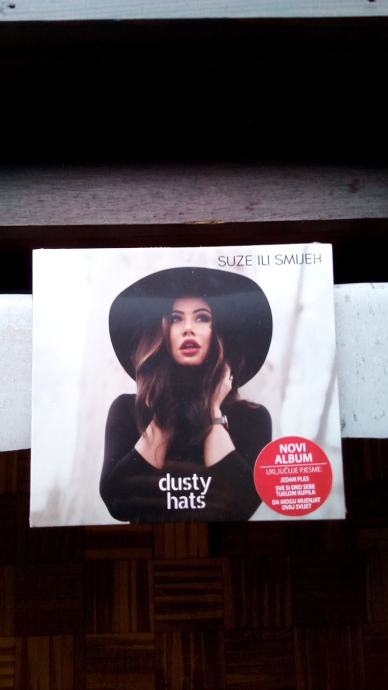 SUZE ILI SMIJEH
dusty
hats
NOVI
ALBUM
UKLJUČUJE PJESME:
JEDAN PLES
SVE SI OKO SEBE
TIJELOM KUPILA
DA MOGU MIJENJAT
OVAJ SVIJET